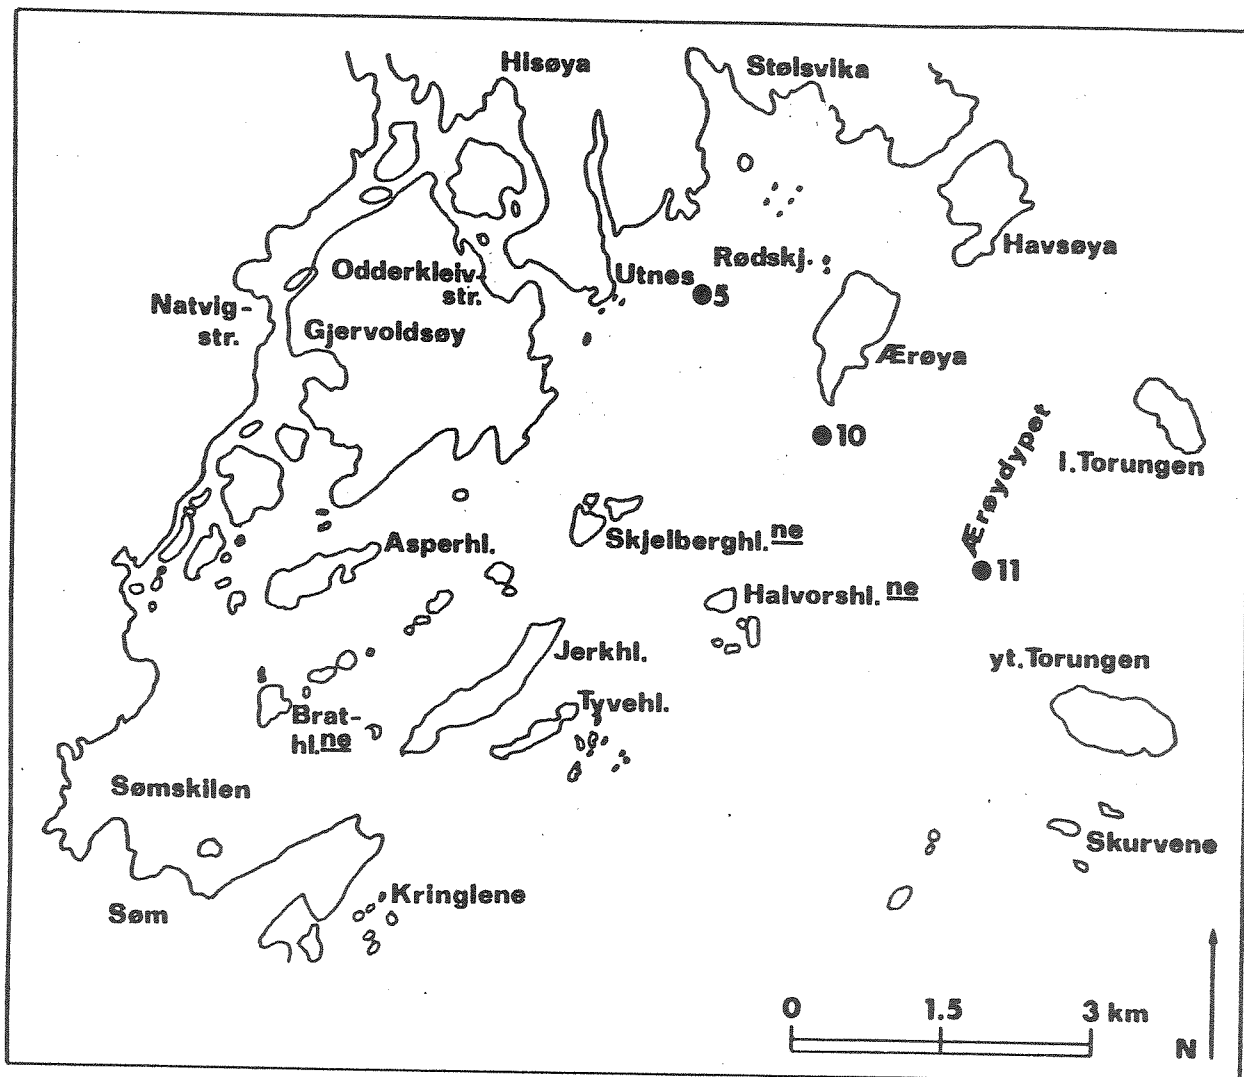 Hisøya
Stølsvika
Havsøya
Odderkleiv-
str.
Utnes
Rødskj.
5
Natvig-
str.
Gjervoldsøy
Ærøya
10
Ærøydypet
I.Torungen
Asperhl.
Skjelberghl.ne
11
Halvorshl.ne
Jerkhl.
yt.Torungen
Brat-
hl.ne
Tyvehl.
Sømskilen
Skurvene
Søm
Kringlene
0 1.5 3 km
N